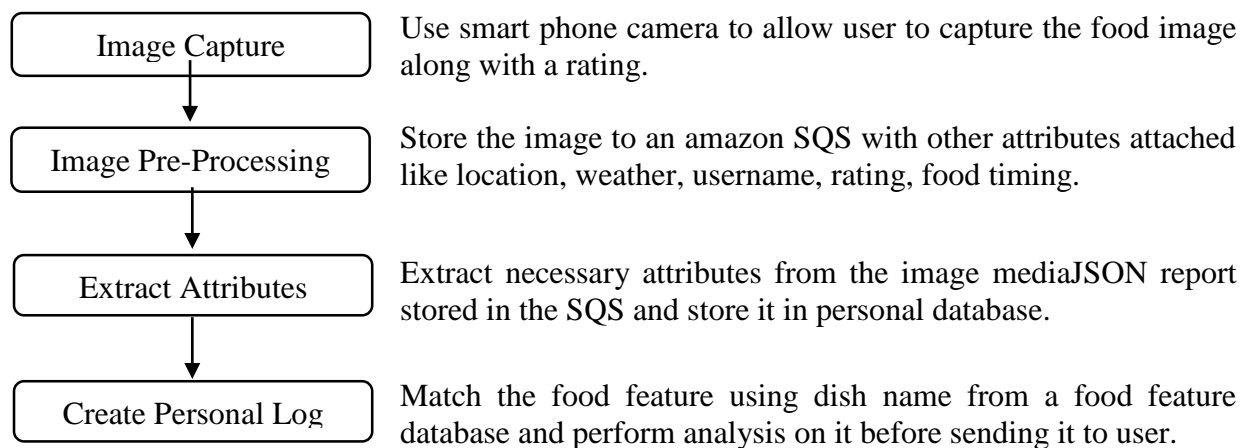 Image Capture
Use smart phone camera to allow user to capture the food image
along with a rating.
Image Pre-Processing
Store the image to an amazon SQS with other attributes attached
like location, weather, username, rating, food timing.
Extract Attributes
Extract necessary attributes from the image mediaJSON report
stored in the SQS and store it in personal database.
Create Personal Log
Match the food feature using dish name from a food feature
database and perform analysis on it before sending it to user.